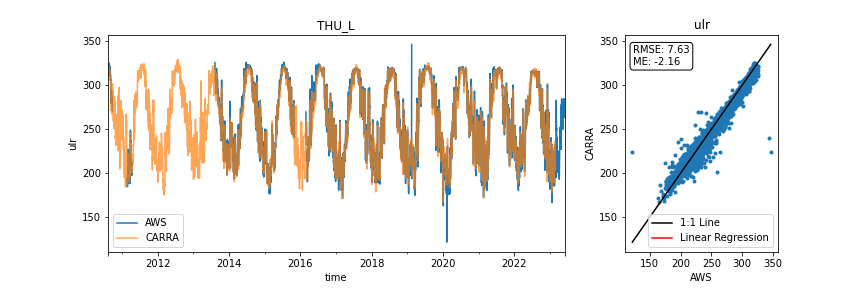 THU_L
ulr
350
300
250
200
150
ulr
AWS
CARRA
2012
2014
2016
2018
2020
2022
time
ulr
RMSE: 7.63
ME: -2.16
350
300
250
200
150
CARRA
1:1 Line
Linear Regression
150
200
250
300
350
AWS